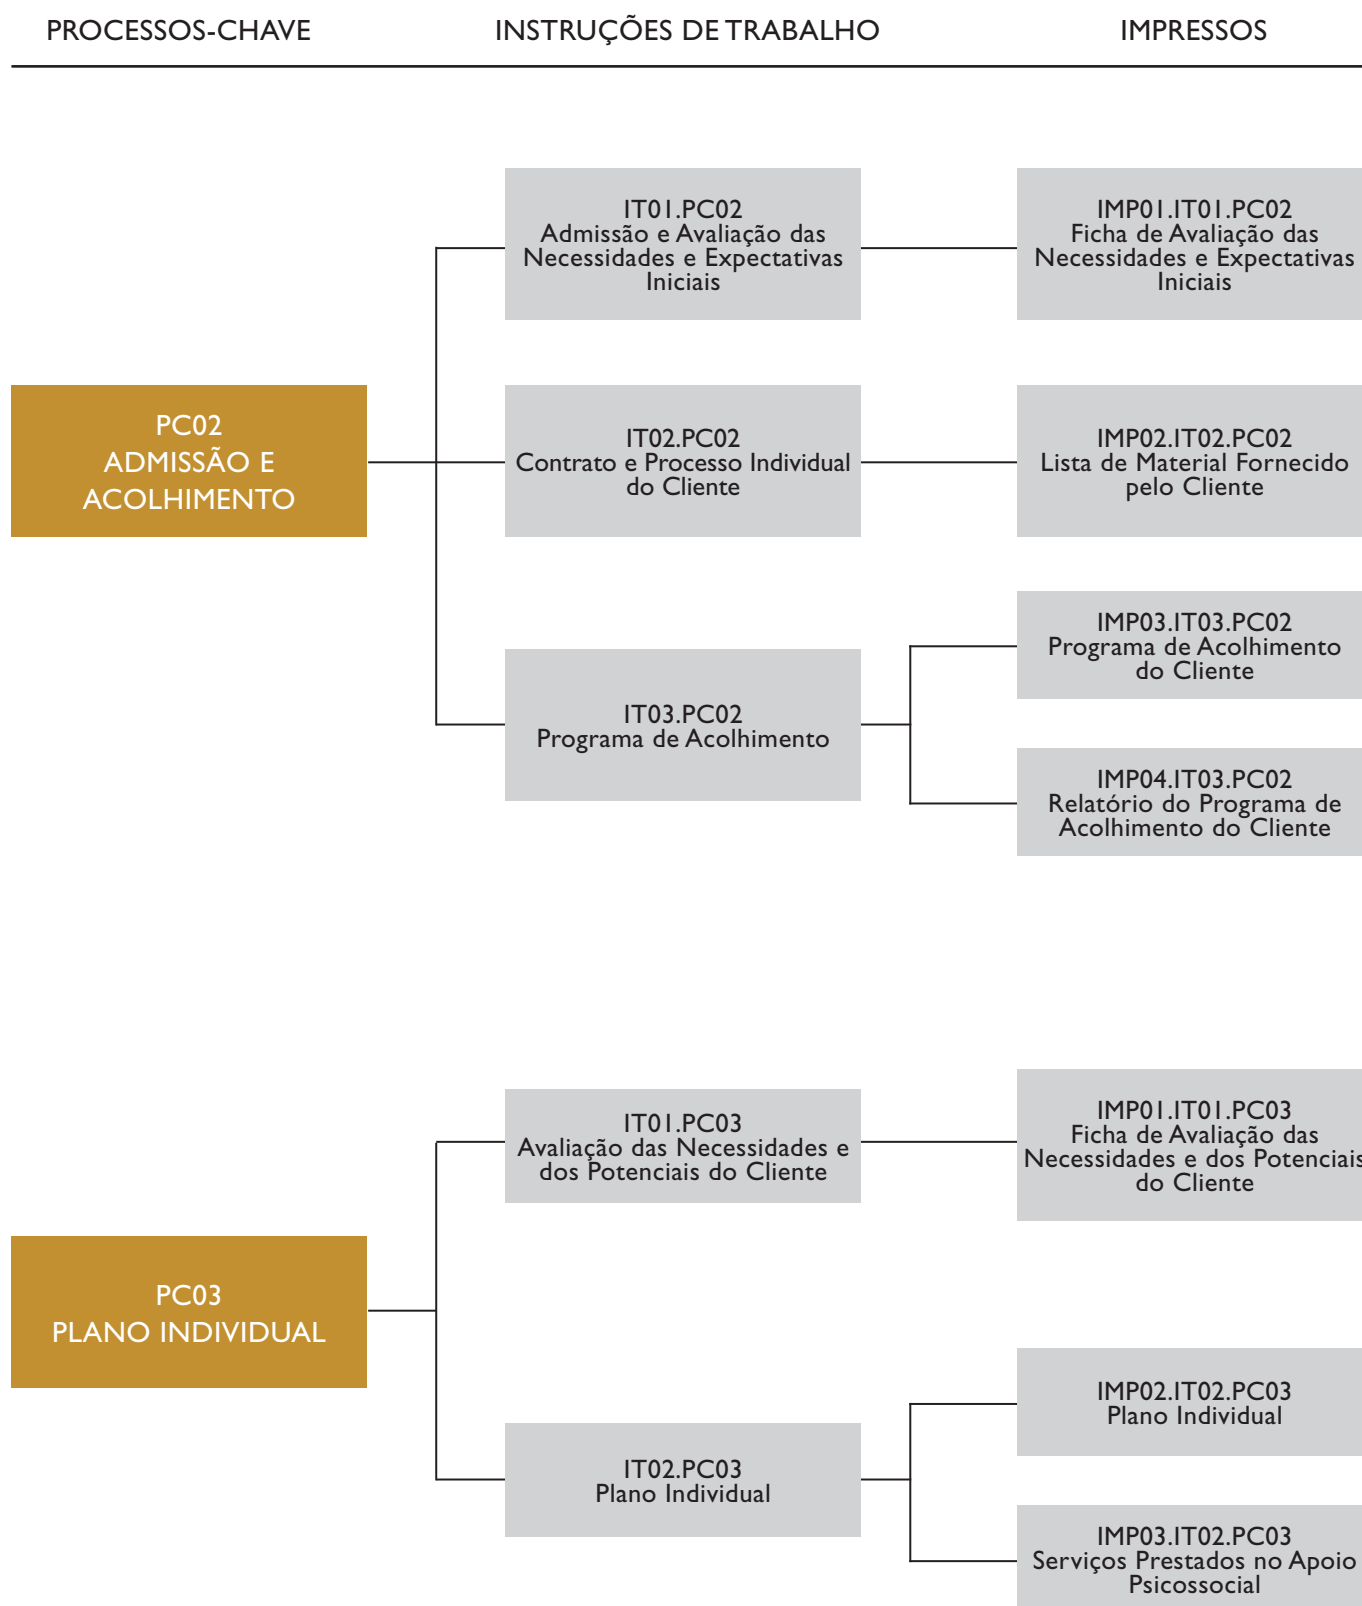 PROCESSOS-CHAVE
INSTRUÇÕES DE TRABALHO
IMPRESSOS
IT01.PC02
Admissão e Avaliação das
Necessidades e Expectativas
Iniciais
IMP01.IT01.PC02
Ficha de Avaliação das
Necessidades e Expectativas
Iniciais
PC02
ADMISSÃO E
ACOLHIMENTO
IT02.PC02
Contrato e Processo Individual
do Cliente
IMP02.IT02.PC02
Lista de Material Fornecido
pelo Cliente
IT03.PC02
Programa de Acolhimento
IMP03.IT03.PC02
Programa de Acolhimento
do Cliente
IMP04.IT03.PC02
Relatório do Programa de
Acolhimento do Cliente
PC03
PLANO INDIVIDUAL
IT01.PC03
Avaliação das Necessidades e
dos Potenciais do Cliente
IMP01.IT01.PC03
Ficha de Avaliação das
Necessidades e dos Potenciais
do Cliente
IT02.PC03
Plano Individual
IMP02.IT02.PC03
Plano Individual
IMP03.IT02.PC03
Serviços Prestados no Apoio
Psicossocial